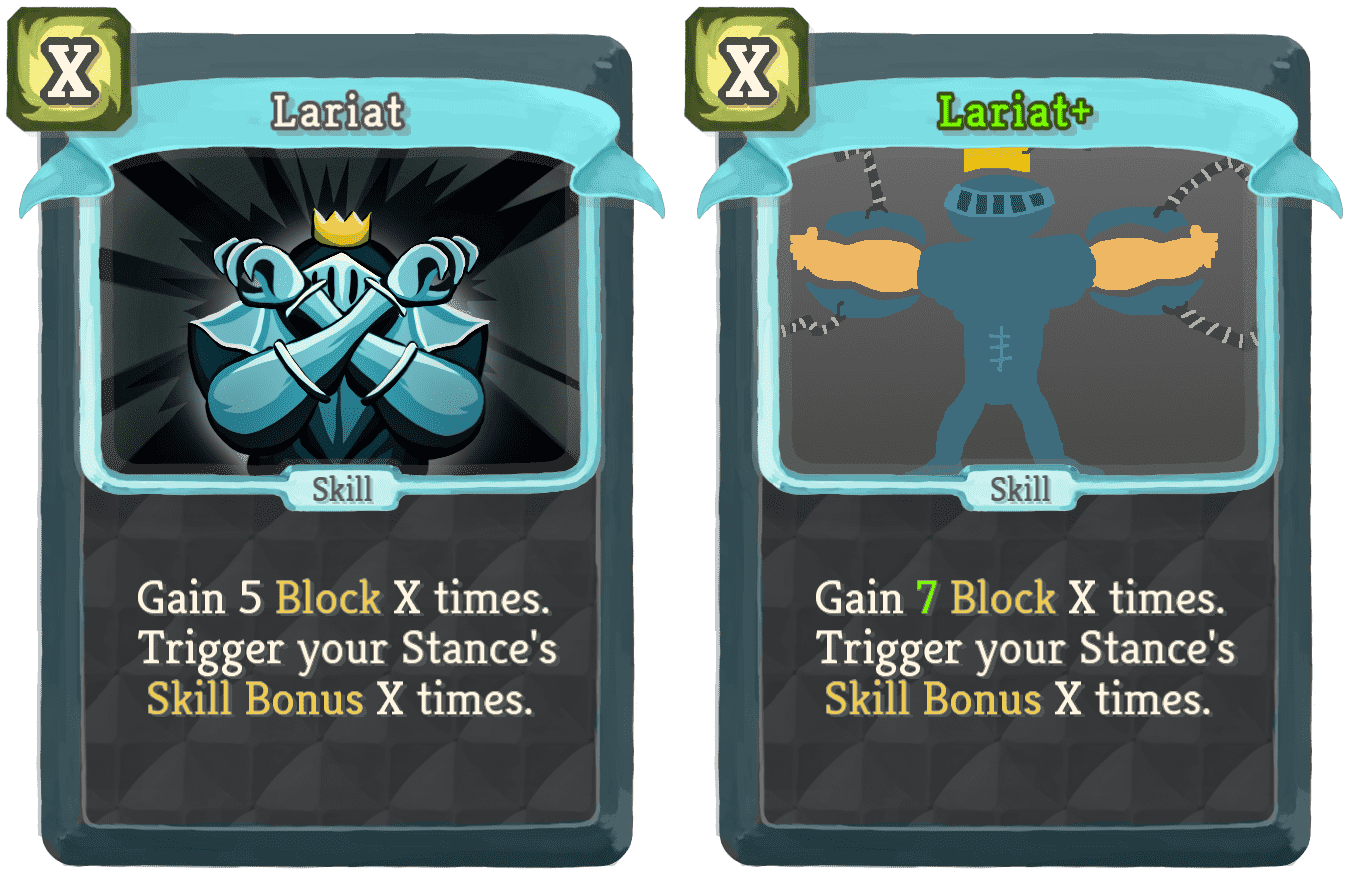 X
Lariat
Skill
Gain 5 Block X times.
Trigger your Stance's
Skill Bonus X times.
X
Lariat+
Skill
Gain 7 Block X times.
Trigger your Stance's
Skill Bonus X times.